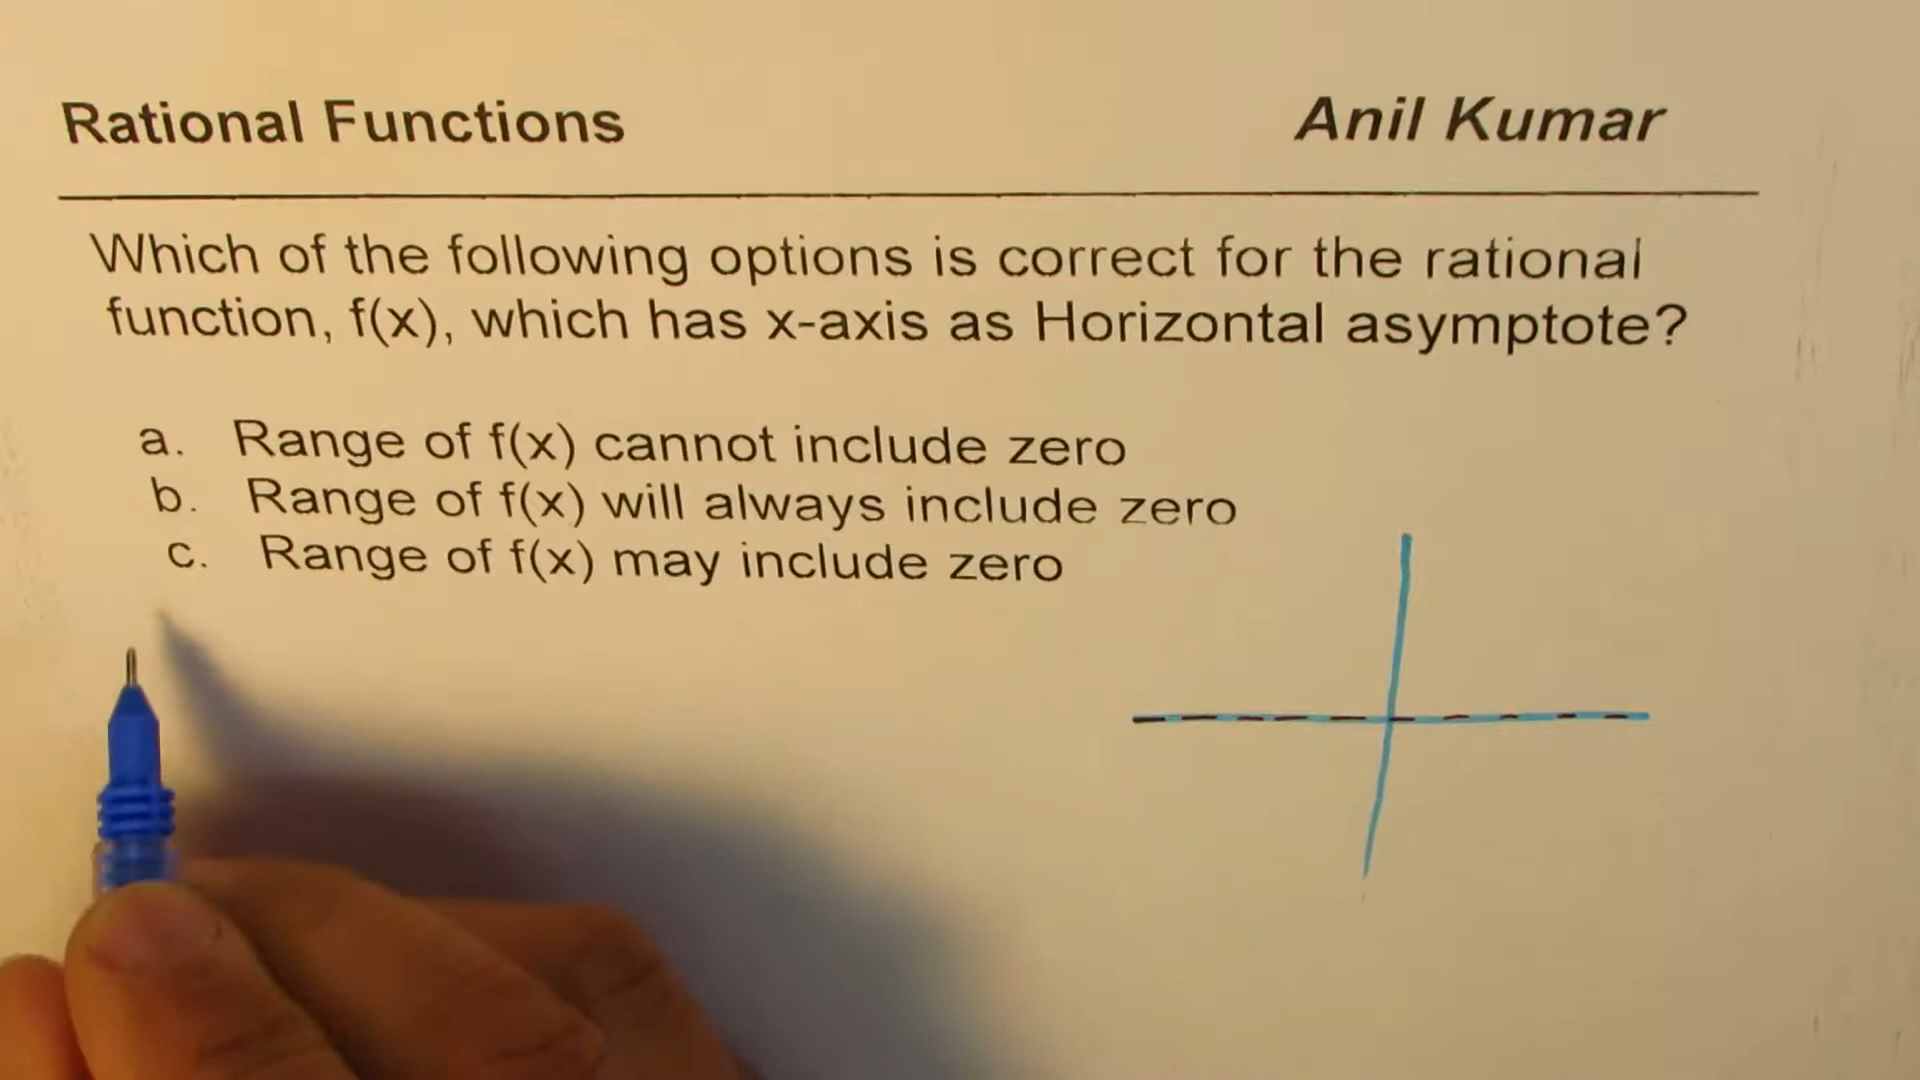 Rational Functions Anil Kumar
Which of the following options is correct for the rational
function, f(x), which has x-axis as Horizontal asymptote?
a. Range of f(x) cannot include zero
b. Range of f(x) will always include zero
c. Range of f(x) may include zero